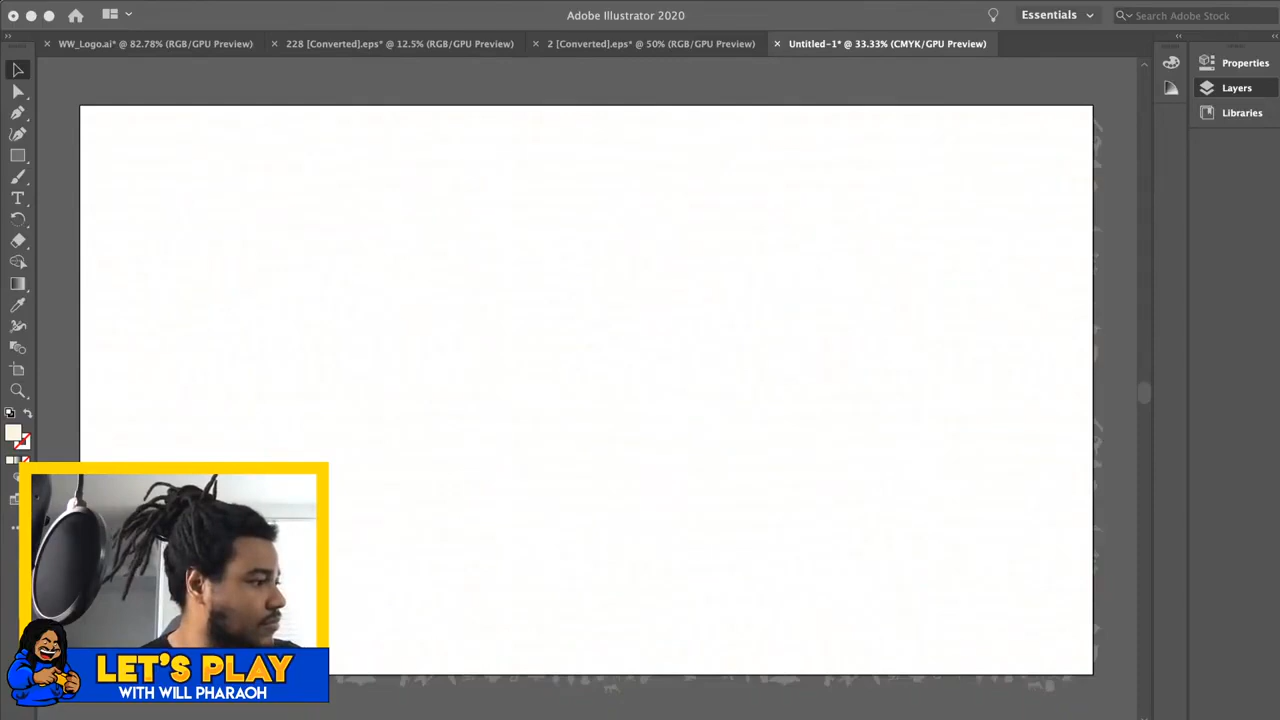 Adobe Illustrator 2020
Essentials
Search Adobe Stock
WW_Logo.ai* @ 82.78% (RGB/GPU Preview)
228 [Converted].eps* @ 12.5% (RGB/GPU Preview)
2 [Converted].eps* @ 50% (RGB/GPU Preview)
Untitled-1* @ 33.33% (CMYK/GPU Preview)
Properties
Layers
Libraries
LET'S PLAY
WITH WILL PHARAOH